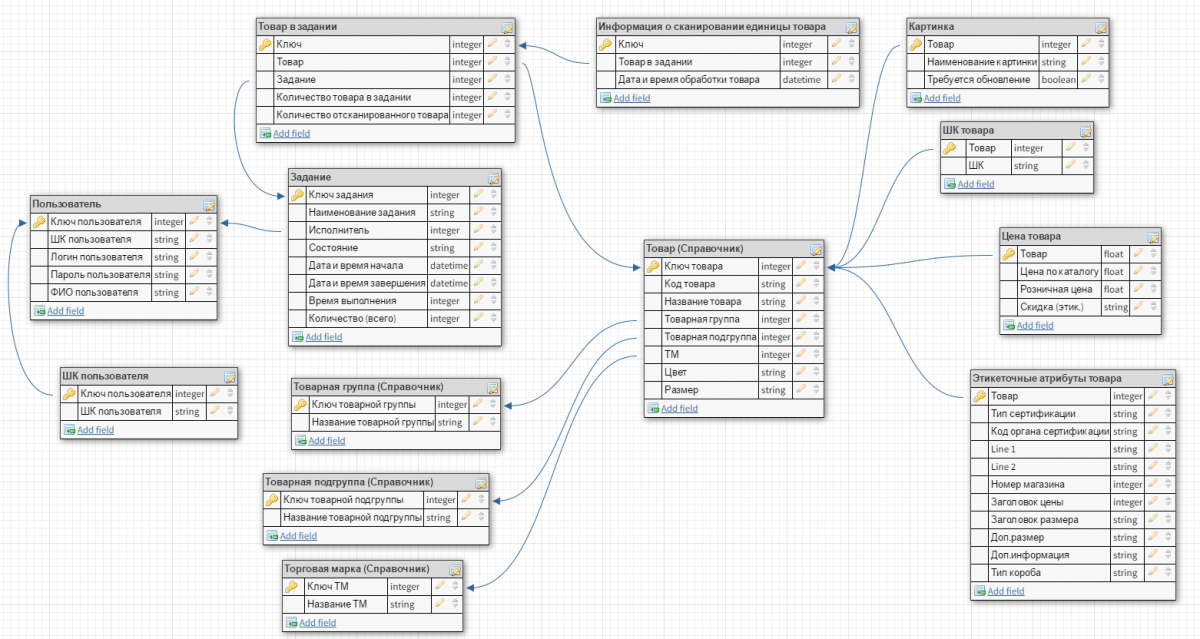 Товар в задании
Ключ integer
Товар integer
Задание integer
Количество товара в задании integer
Количество отсканированного товара integer
Add field
Информация о сканировании единицы товара
Ключ integer
Товар в задании integer
Дата и время обработки товара datetime
Add field
Картинка
Товар integer
Наименование картинки string
Требуется обновление boolean
Add field
ШК товара
Товар integer
ШК string
Add field
Задание
Ключ задания integer
Наименование задания string
Исполнитель integer
Состояние string
Дата и время начала datetime
Дата и время завершения datetime
Время выполнения integer
Количество (всего) integer
Add field
Пользователь
Ключ пользователя integer
ШК пользователя string
Логин пользователя string
Пароль пользователя string
ФИО пользователя string
Add field
Товар (Справочник)
Ключ товара integer
Код товара string
Название товара string
Товарная группа integer
Товарная подгруппа integer
ТМ integer
Цвет string
Размер string
Add field
Цена товара
Товар float
Цена по каталогу float
Розничная цена float
Скидка (этик.) string
Add field
ШК пользователя
Ключ пользователя integer
ШК пользователя string
Add field
Товарная группа (Справочник)
Ключ товарной группы integer
Название товарной группы string
Add field
Этикеточные атрибуты товара
Товар integer
Тип сертификации string
Код органа сертификации string
Line 1 string
Line 2 string
Номер магазина integer
Заголовок цены integer
Заголовок размера string
Доп.размер string
Доп.информация string
Тип короба string
Add field
Товарная подгруппа (Справочник)
Ключ товарной подгруппы integer
Название товарной подгруппы string
Add field
Торговая марка (Справочник)
Ключ ТМ integer
Название ТМ string
Add field